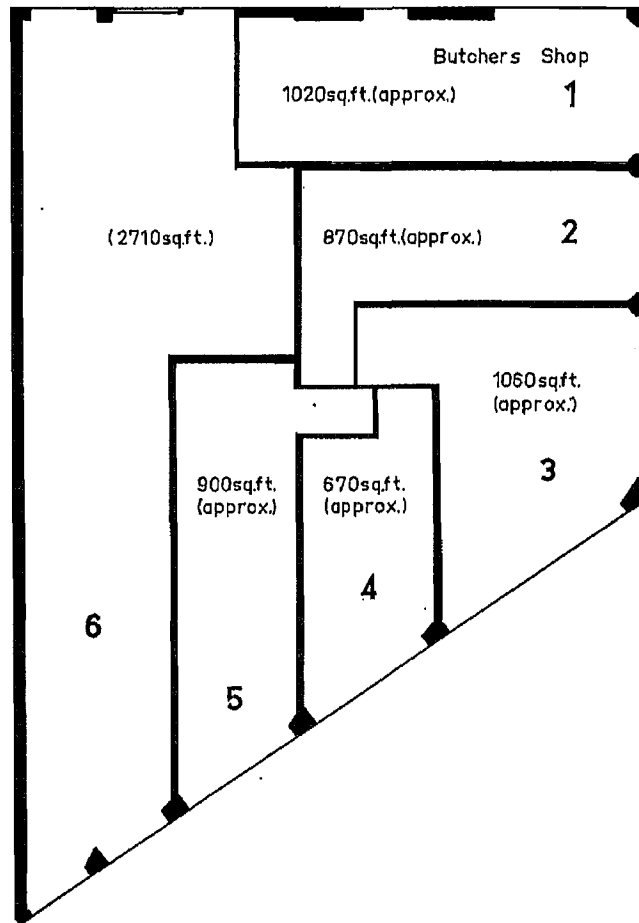 Butchers Shop
1020sq.ft.(approx.)
1
(2710sq.ft.)
870sq.ft.(approx.)
2
1060sq.ft.
(approx.)
3
900sq.ft.
(approx.)
670sq.ft.
(approx.)
4
6
5